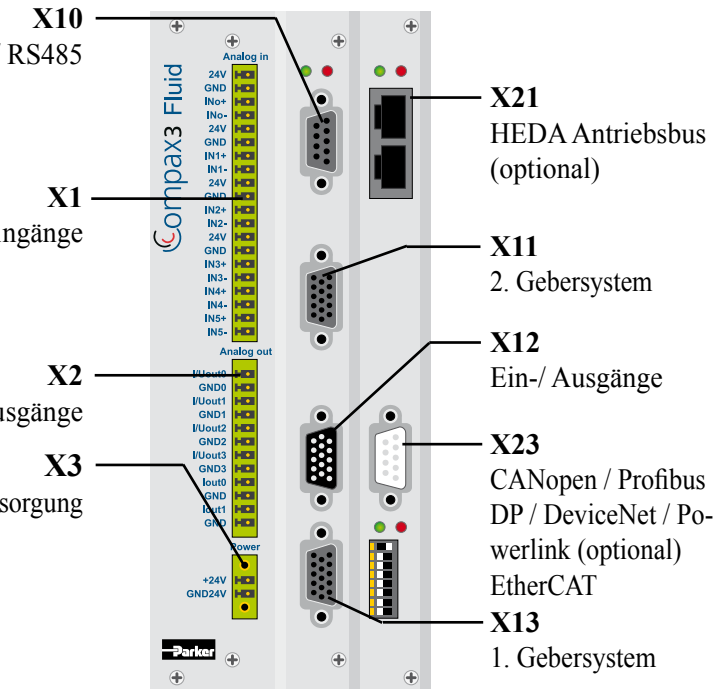 X10
/ RS485
X1
ingänge
X2
usgänge
X3
sorgung
Compax3 Fluid
Analog in
24V
GND
INo+
INo-
24V
GND
IN1+
IN1-
24V
GND
IN2+
IN2-
24V
GND
IN3+
IN3-
IN4+
IN4-
IN5+
IN5-
Analog out
I/Uout0
GND0
I/Uout1
GND1
I/Uout2
GND2
I/Uout3
GND3
Iout0
GND
Iout1
GND
Power
+24V
GND24V
Parker
X21
HEDA Antriebsbus
(optional)
X11
2. Gebersystem
X12
Ein-/ Ausgänge
X23
CANopen / Profibus
DP / DeviceNet / Po-
werlink (optional)
EtherCAT
X13
1. Gebersystem